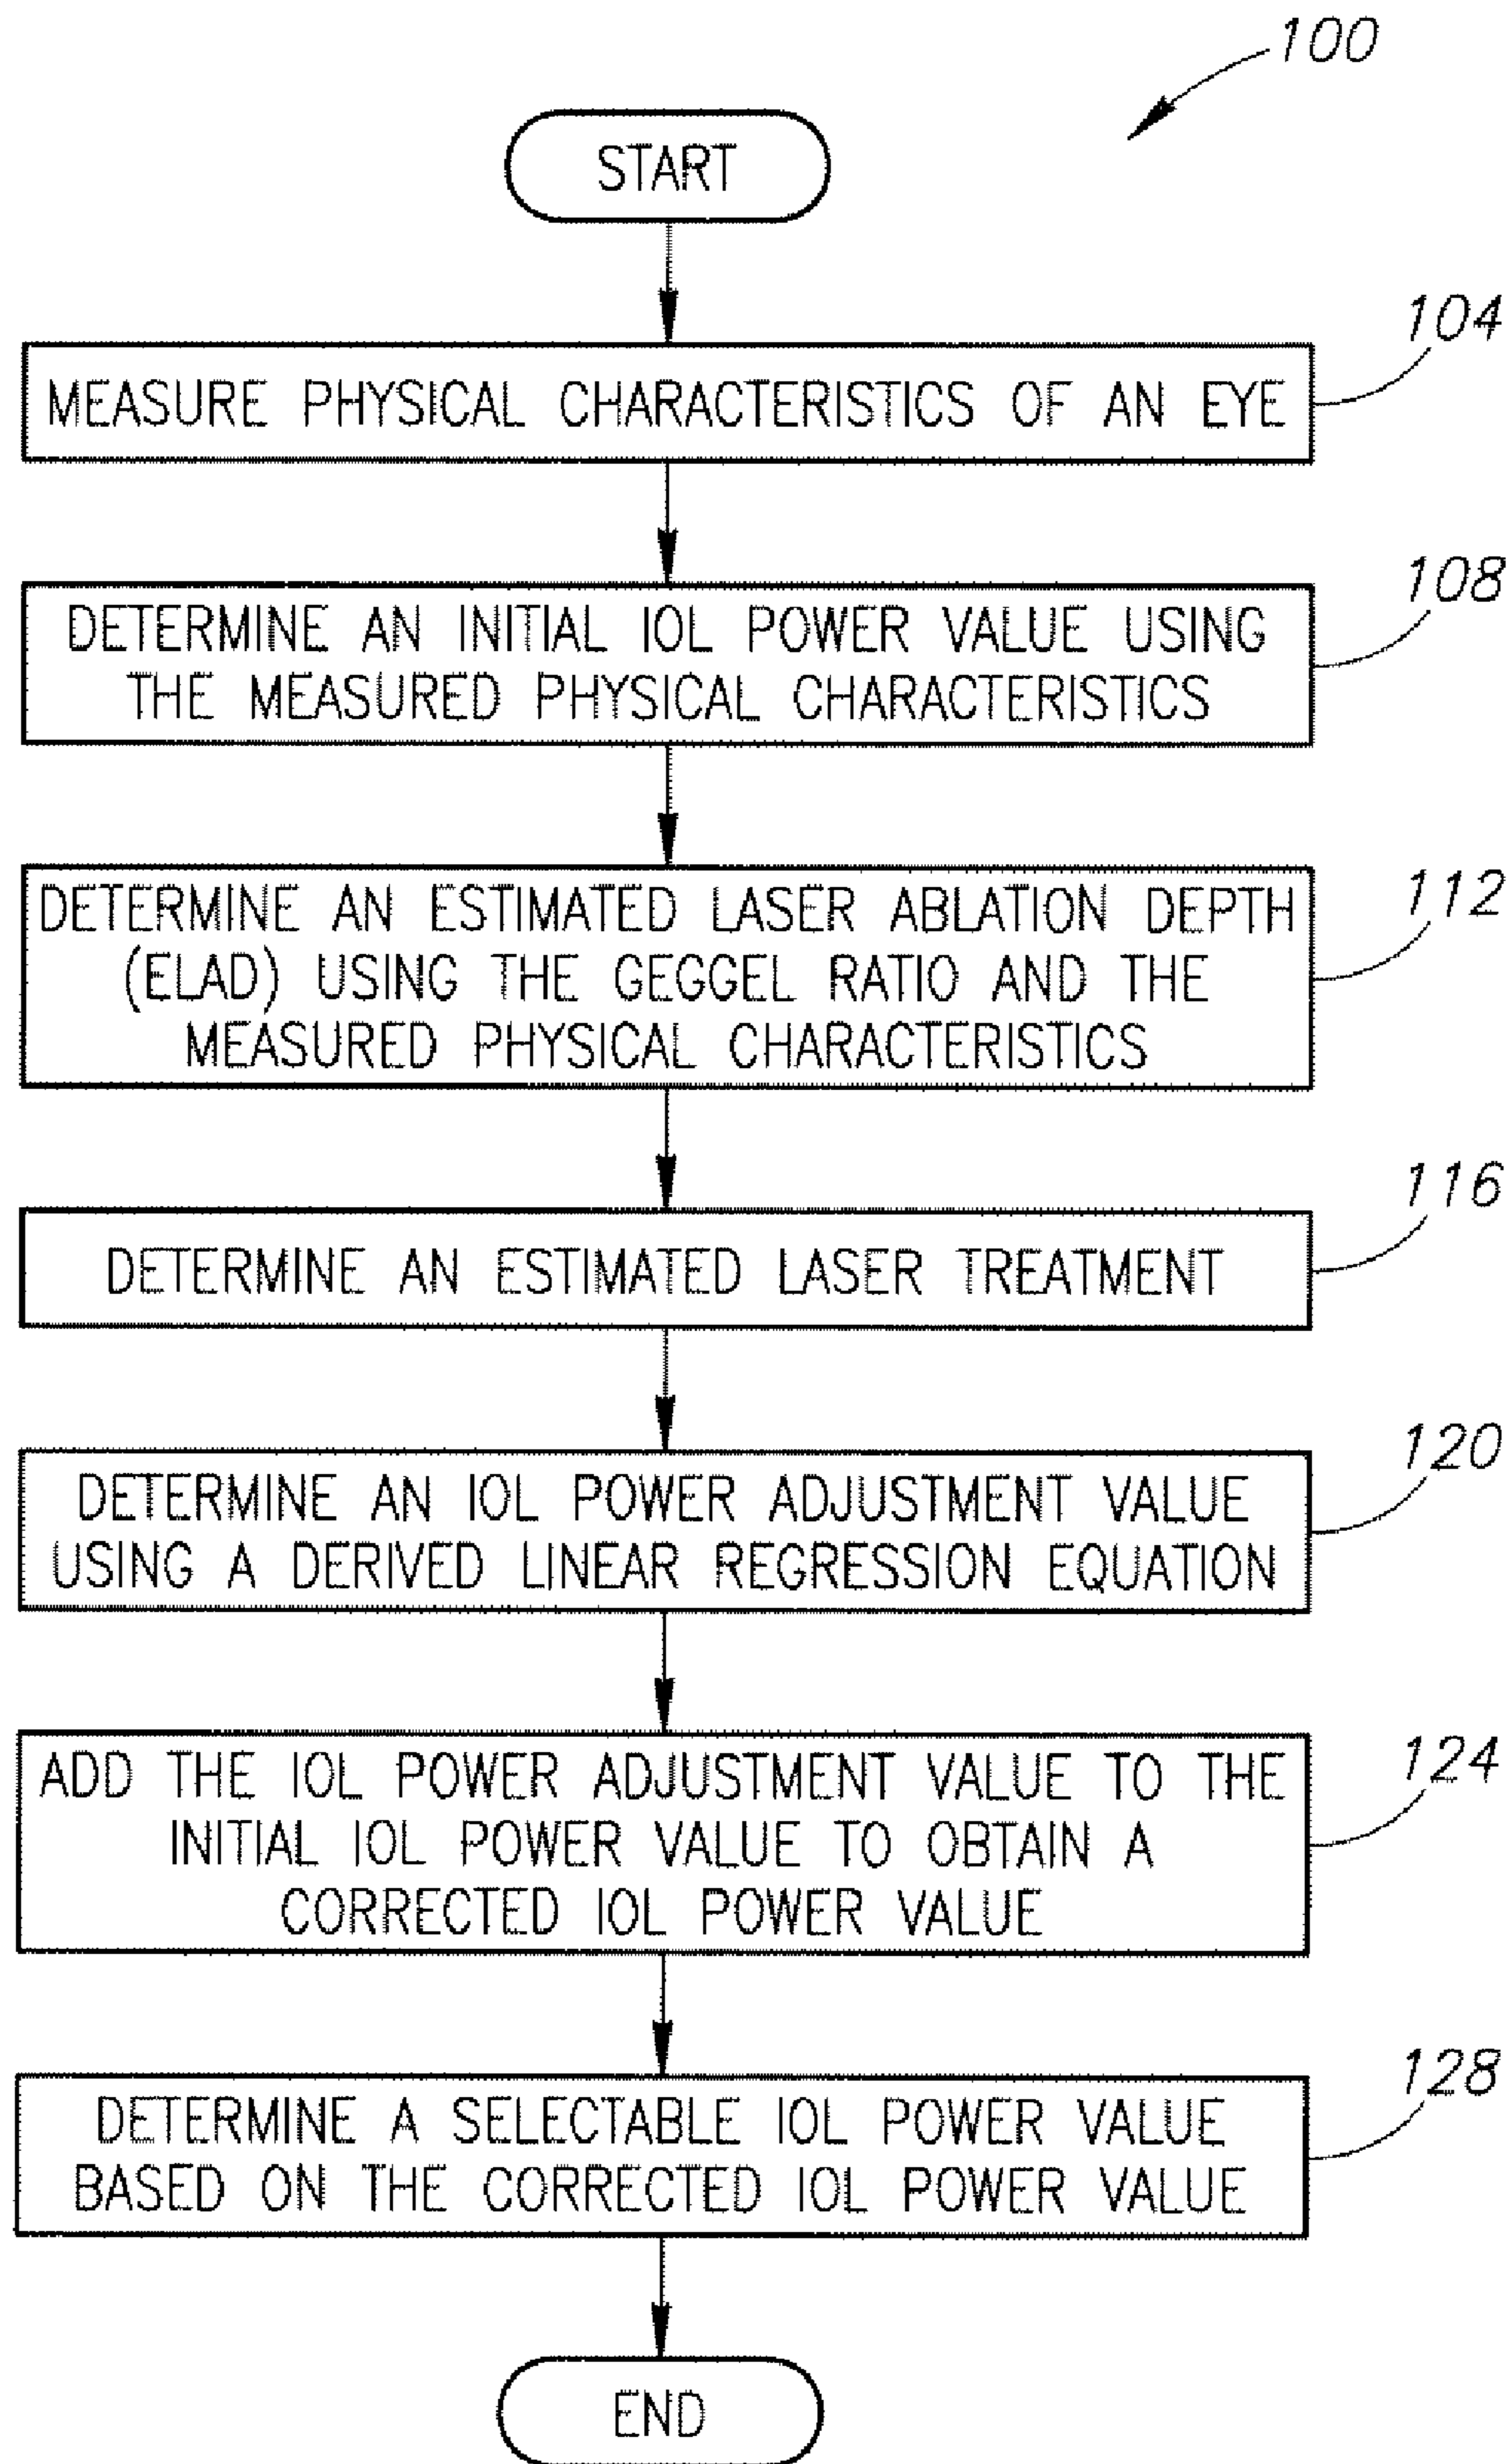 100
START
104
MEASURE PHYSICAL CHARACTERISTICS OF AN EYE
108
DETERMINE AN INITIAL IOL POWER VALUE USING
THE MEASURED PHYSICAL CHARACTERISTICS
112
DETERMINE AN ESTIMATED LASER ABLATION DEPTH
(ELAD) USING THE GEGGEL RATIO AND THE
MEASURED PHYSICAL CHARACTERISTICS
116
DETERMINE AN ESTIMATED LASER TREATMENT
120
DETERMINE AN IOL POWER ADJUSTMENT VALUE
USING A DERIVED LINEAR REGRESSION EQUATION
124
ADD THE IOL POWER ADJUSTMENT VALUE TO THE
INITIAL IOL POWER VALUE TO OBTAIN A
CORRECTED IOL POWER VALUE
128
DETERMINE A SELECTABLE IOL POWER VALUE
BASED ON THE CORRECTED IOL POWER VALUE
END